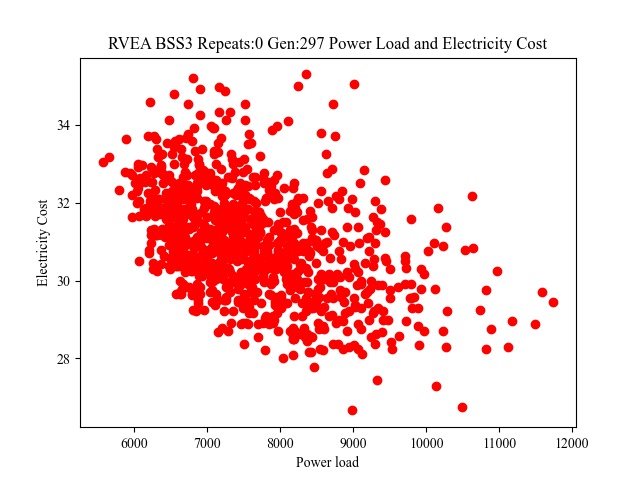 RVEA BSS3 Repeats:0 Gen:297 Power Load and Electricity Cost
34
32
30
28
Electricity Cost
6000 7000 8000 9000 10000 11000 12000
Power load